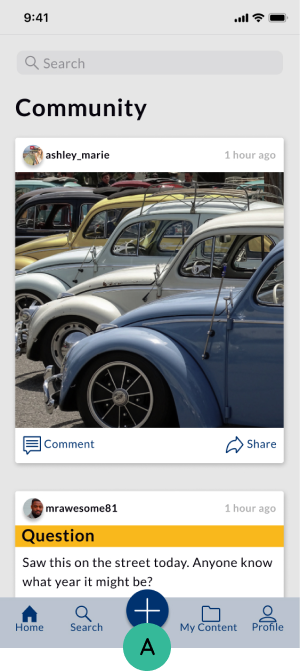 9:41
Search
Community
ashley_marie 1 hour ago
Comment Share
mrawesome81 1 hour ago
Question
Saw this on the street today. Anyone know
what year it might be?
Home Search My Content Profile
A